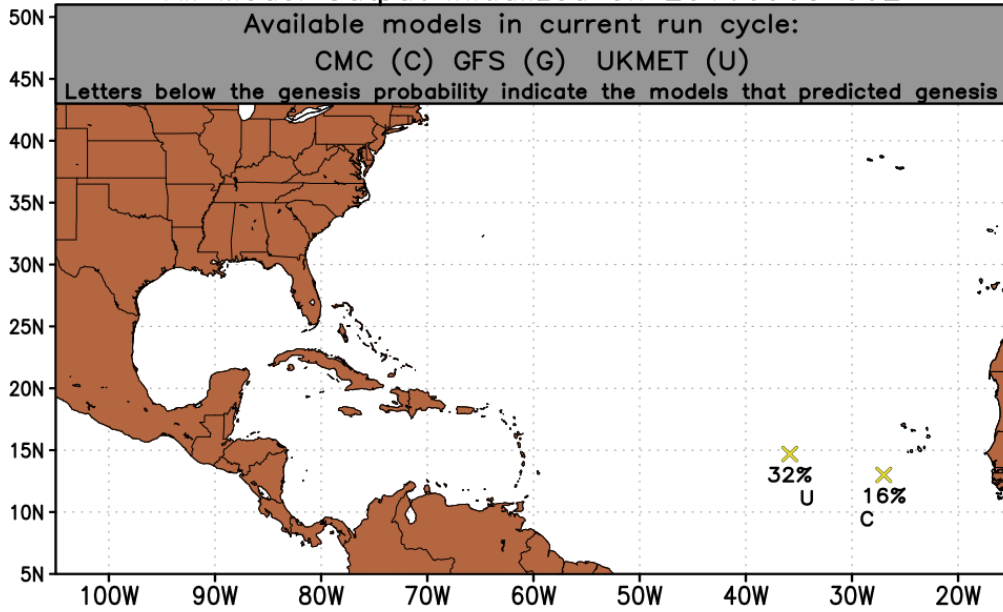 Available models in current run cycle:
CMC (C) GFS (G) UKMET (U)
Letters below the genesis probability indicate the models that predicted genesis
50N
45N
40N
35N
30N
25N
20N
15N
10N
5N
32%
U
16%
C
100W
90W
80W
70W
60W
50W
40W
30W
20W